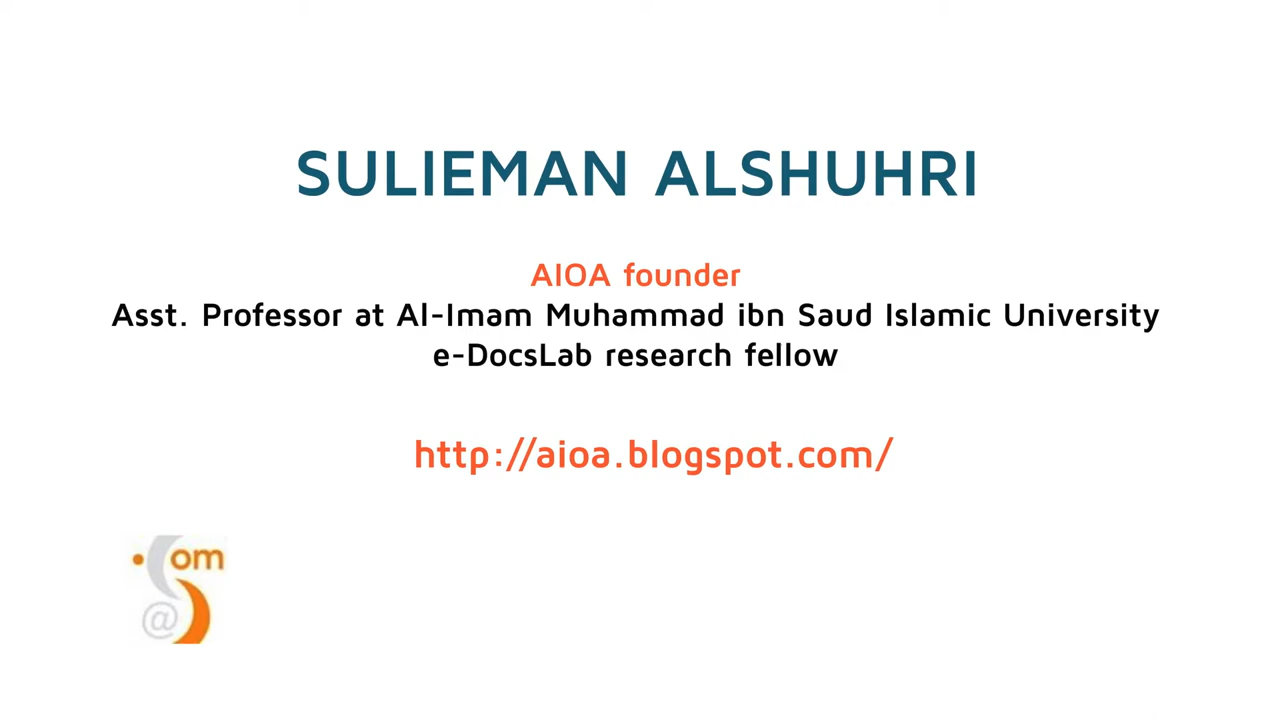 SULIEMAN ALSHUHRI
AIOA founder
Asst. Professor at Al-Imam Muhammad ibn Saud Islamic University
e-DocsLab research fellow
http://aioa.blogspot.com/
.com
@